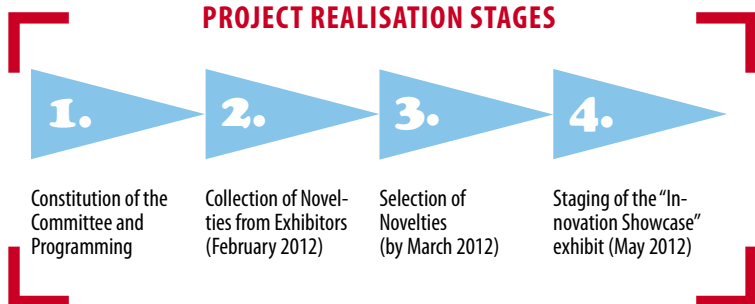 PROJECT REALISATION STAGES
1.
2.
3.
4.
Constitution of the
Committee and
Programming
Collection of Novel-
ties from Exhibitors
(February 2012)
Selection of
Novelties
(by March 2012)
Staging of the “In-
novation Showcase”
exhibit (May 2012)